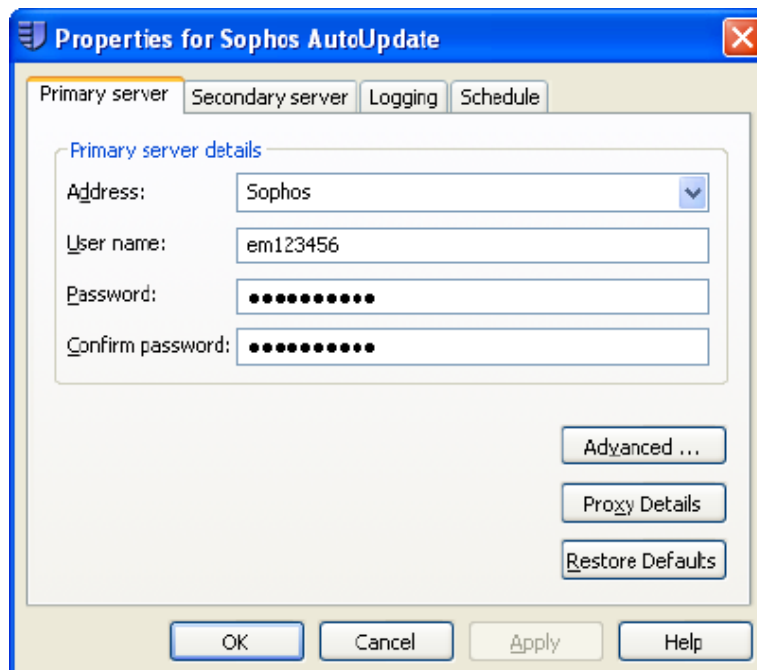 Properties for Sophos AutoUpdate
Primary server Secondary server Logging Schedule
Primary server details
Address: Sophos
User name: em123456
Password: ●●●●●●●●●●
Confirm password: ●●●●●●●●●●
Advanced ...
Proxy Details
Restore Defaults
OK Cancel Apply Help